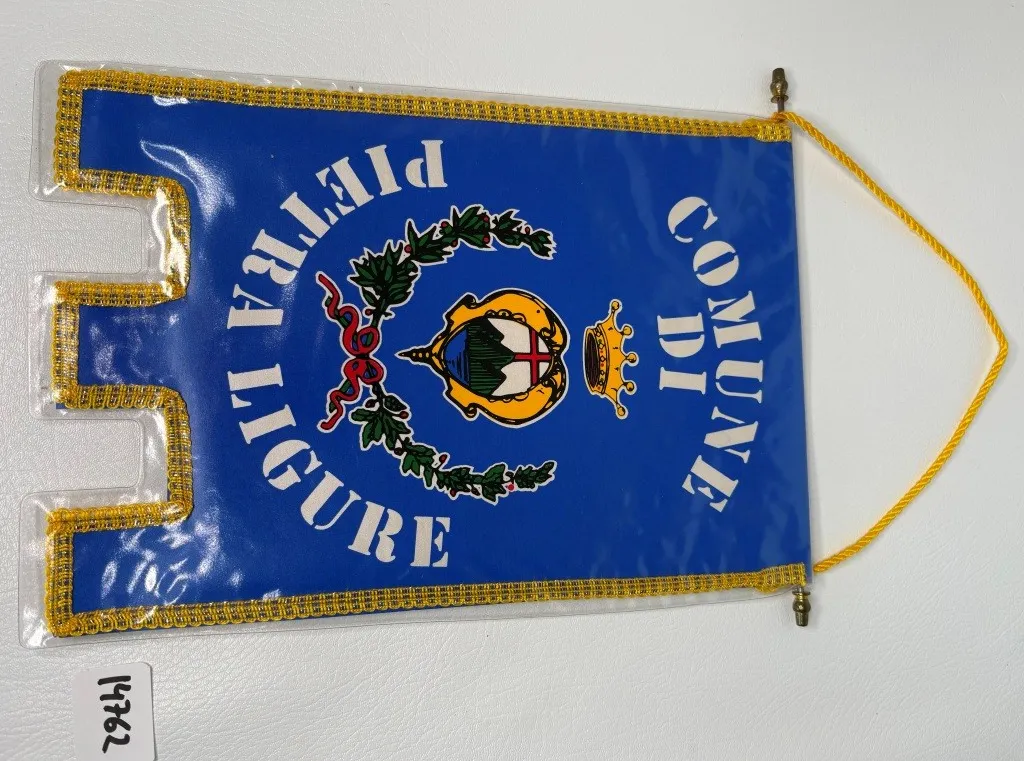 COMUNE
DI
PIETRA LIGURE
14762